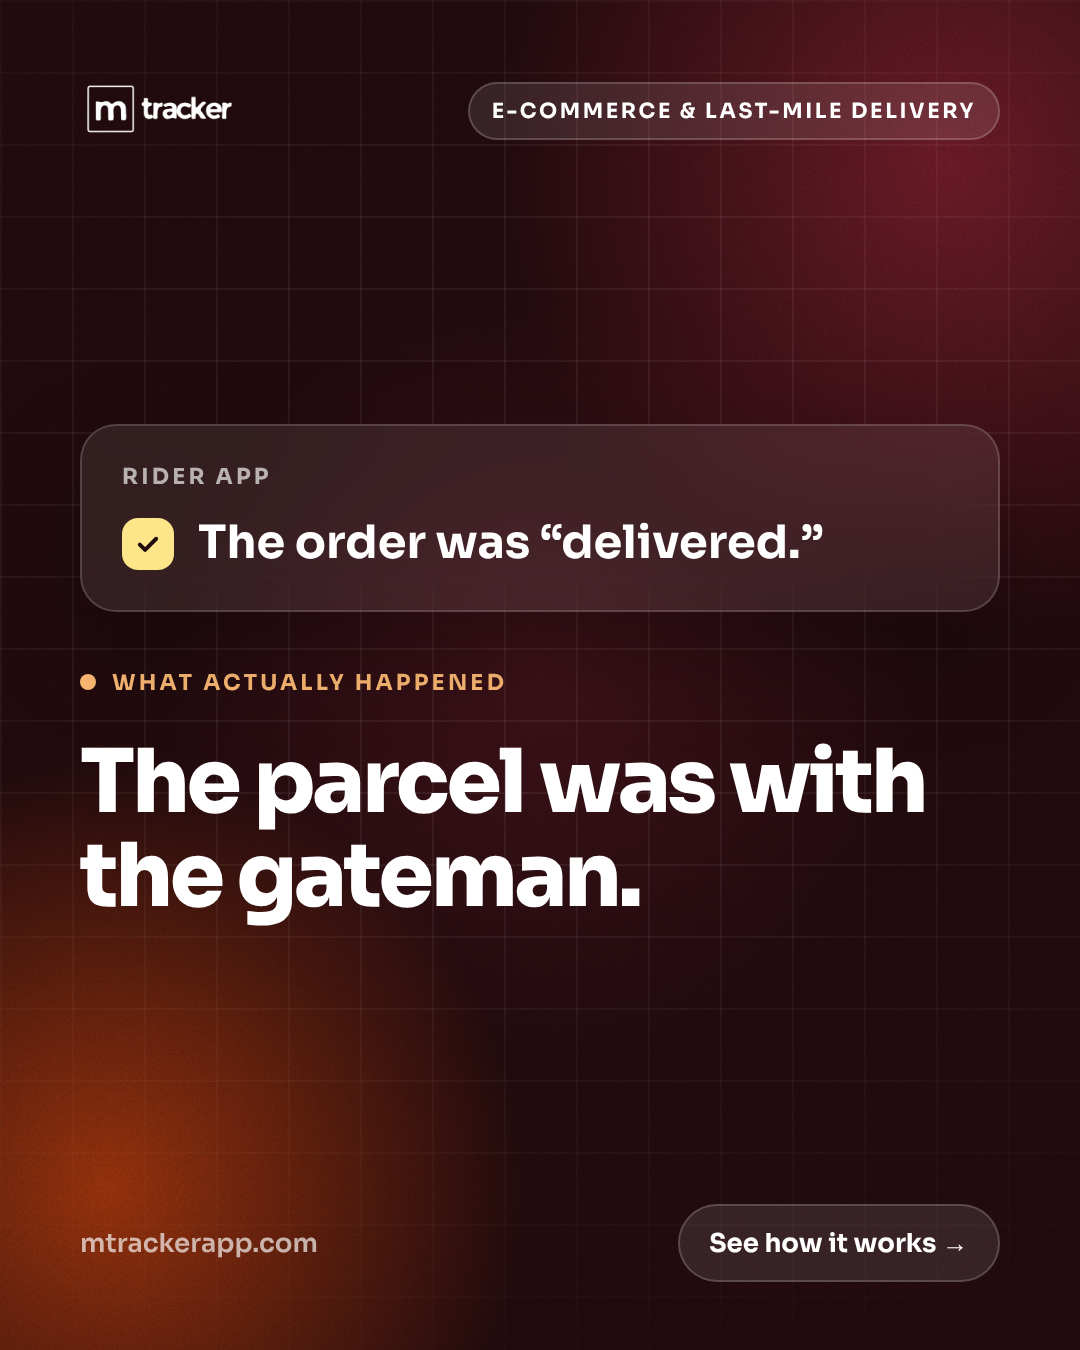 m tracker
E-COMMERCE & LAST-MILE DELIVERY
RIDER APP
The order was “delivered.”
WHAT ACTUALLY HAPPENED
The parcel was with
the gateman.
mtrackerapp.com
See how it works →